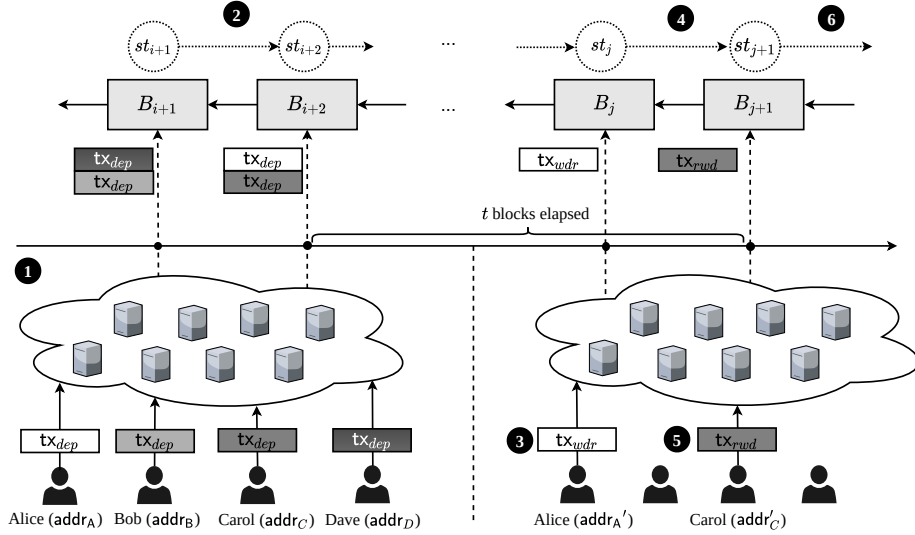 2
4
6
st_{i+1}
st_{i+2}
...
st_j
st_{j+1}
B_{i+1}
B_{i+2}
...
B_j
B_{j+1}
tx_{dep}
tx_{dep}
tx_{dep}
tx_{dep}
tx_{wdr}
tx_{rwd}
t blocks elapsed
1
tx_{dep}
tx_{dep}
tx_{dep}
tx_{dep}
3
tx_{wdr}
5
tx_{rwd}
Alice (addr_A)
Bob (addr_B)
Carol (addr_C)
Dave (addr_D)
Alice (addr_A′)
Carol (addr′_C)